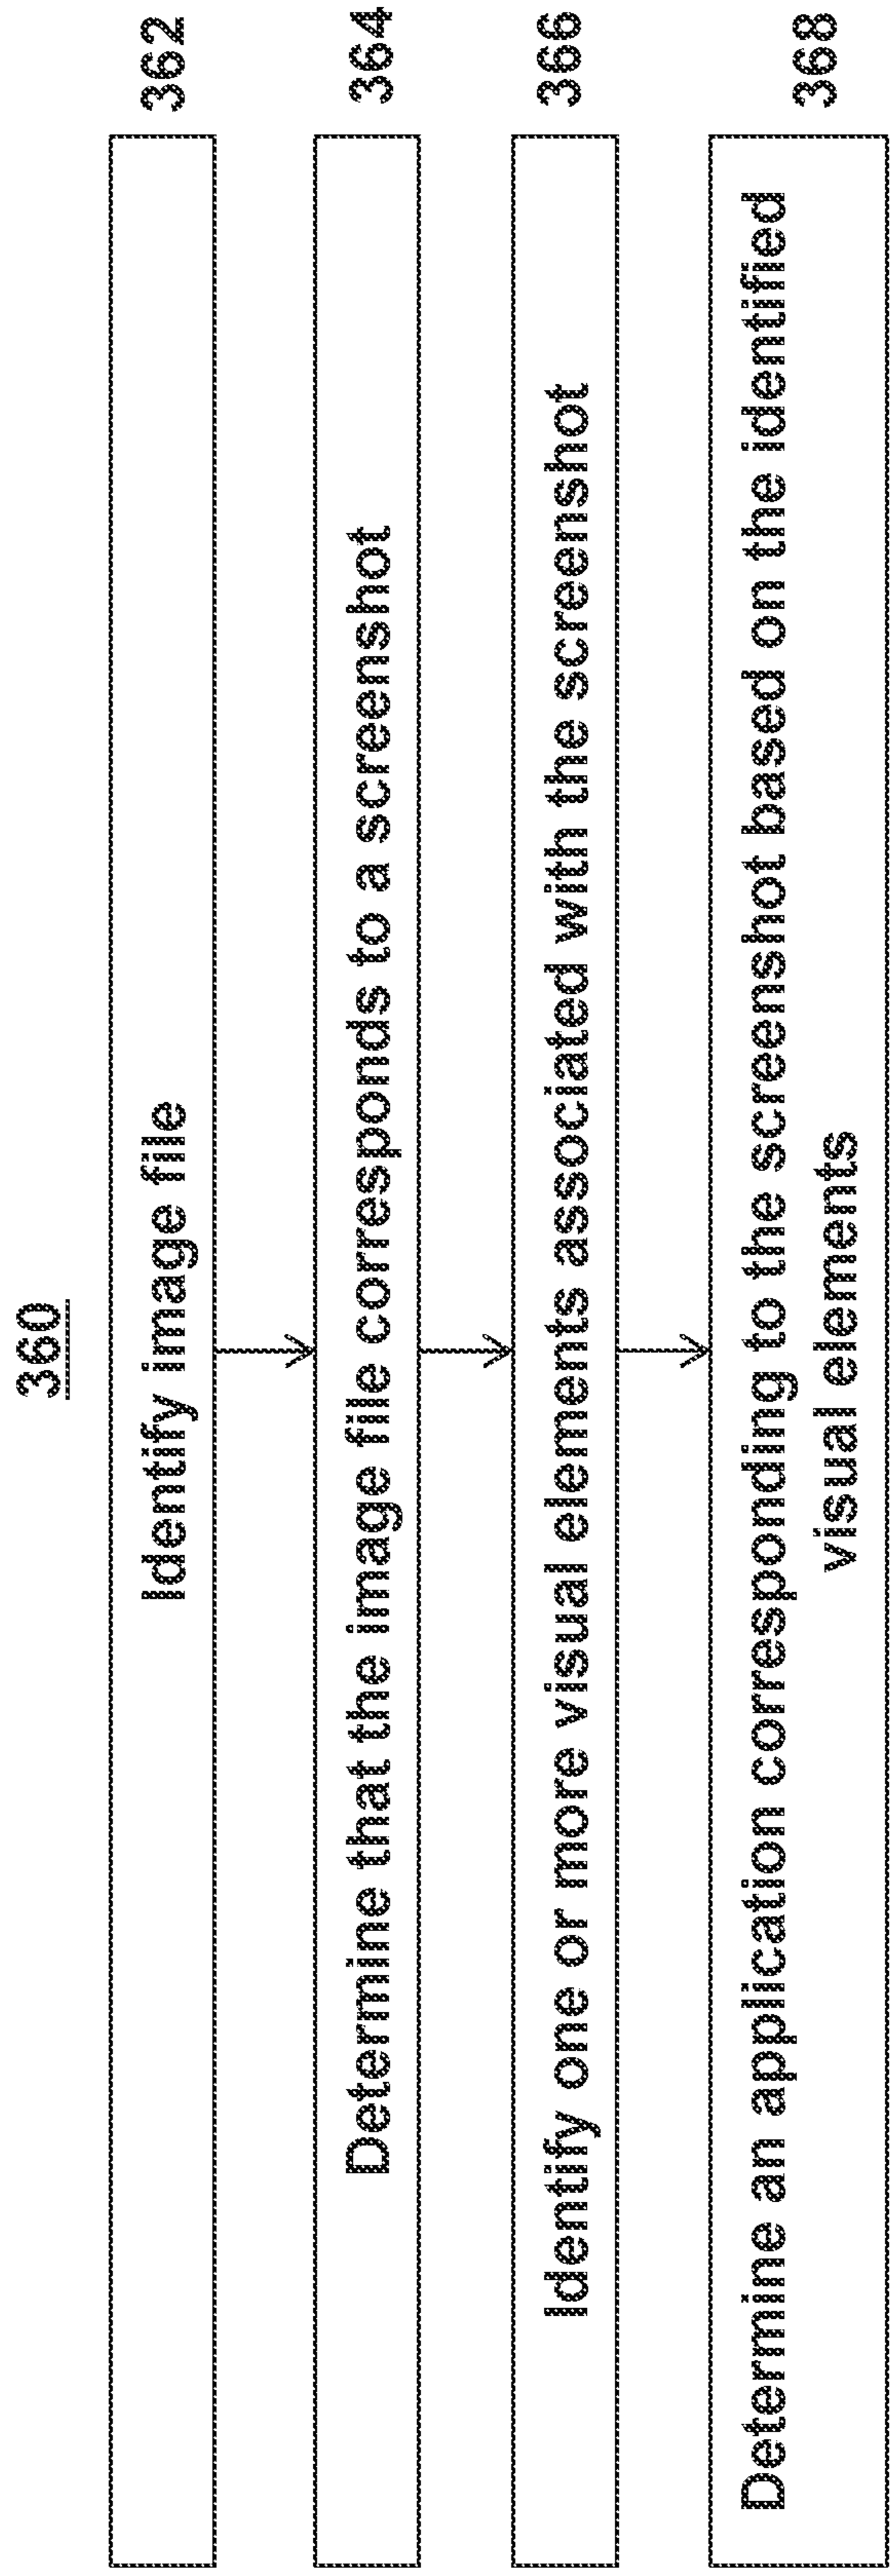 360
Identify image file
362
Determine that the image file corresponds to a screenshot
364
Identify one or more visual elements associated with the screenshot
366
Determine an application corresponding to the screenshot based on the identified
visual elements
368